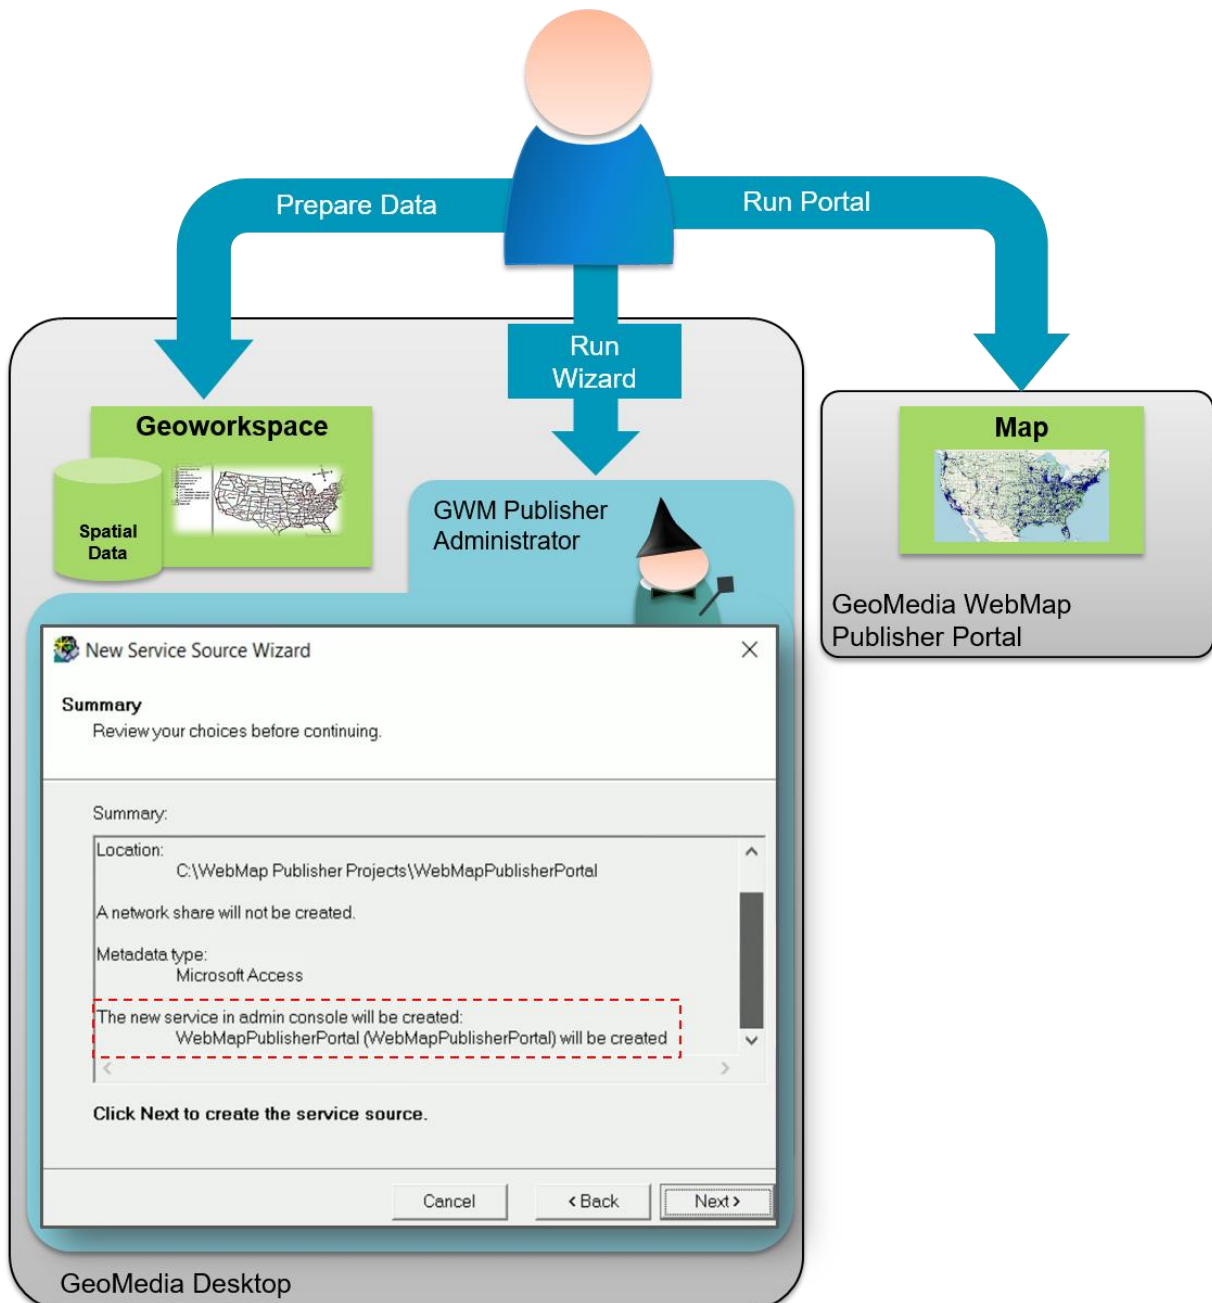 Prepare Data
Run Portal
Run
Wizard
Geoworkspace
Spatial
Data
GWM Publisher
Administrator
Map
GeoMedia WebMap
Publisher Portal
New Service Source Wizard
Summary
Review your choices before continuing.
Summary:
Location:
C:\WebMap Publisher Projects\WebMapPublisherPortal
A network share will not be created.
Metadata type:
Microsoft Access
The new service in admin console will be created:
WebMapPublisherPortal (WebMapPublisherPortal) will be created
Click Next to create the service source.
Cancel
< Back
Next >
GeoMedia Desktop